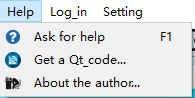 Help Log_in Setting
Ask for help F1
Get a Qt_code...
About the author...